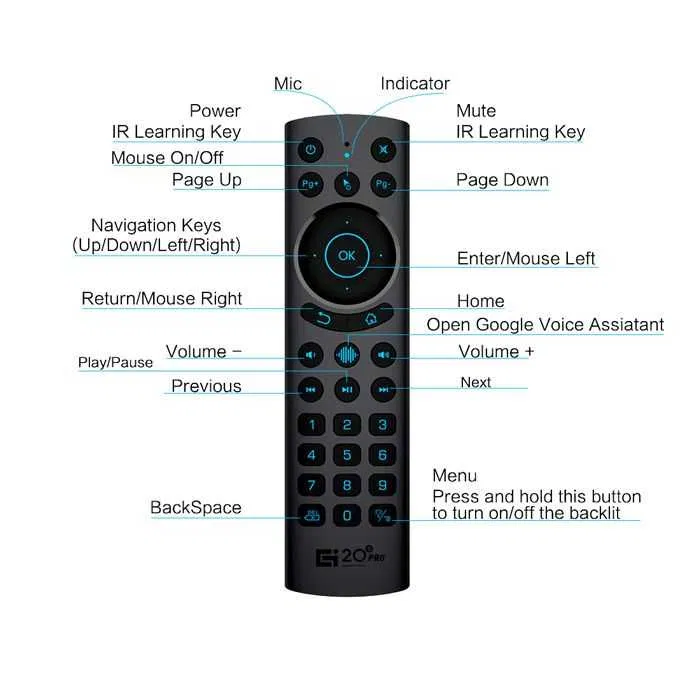 Mic
Indicator
Power
IR Learning Key
Mute
IR Learning Key
Mouse On/Off
Page Up
Page Down
Pg+
Pg-
Navigation Keys
(Up/Down/Left/Right)
OK
Enter/Mouse Left
Return/Mouse Right
Home
Open Google Voice Assiatant
Volume –
Volume +
Play/Pause
Previous
Next
1 2 3
4 5 6
7 8 9
BackSpace
DEL
0
Menu
Press and hold this button
to turn on/off the backlit
20
PRO